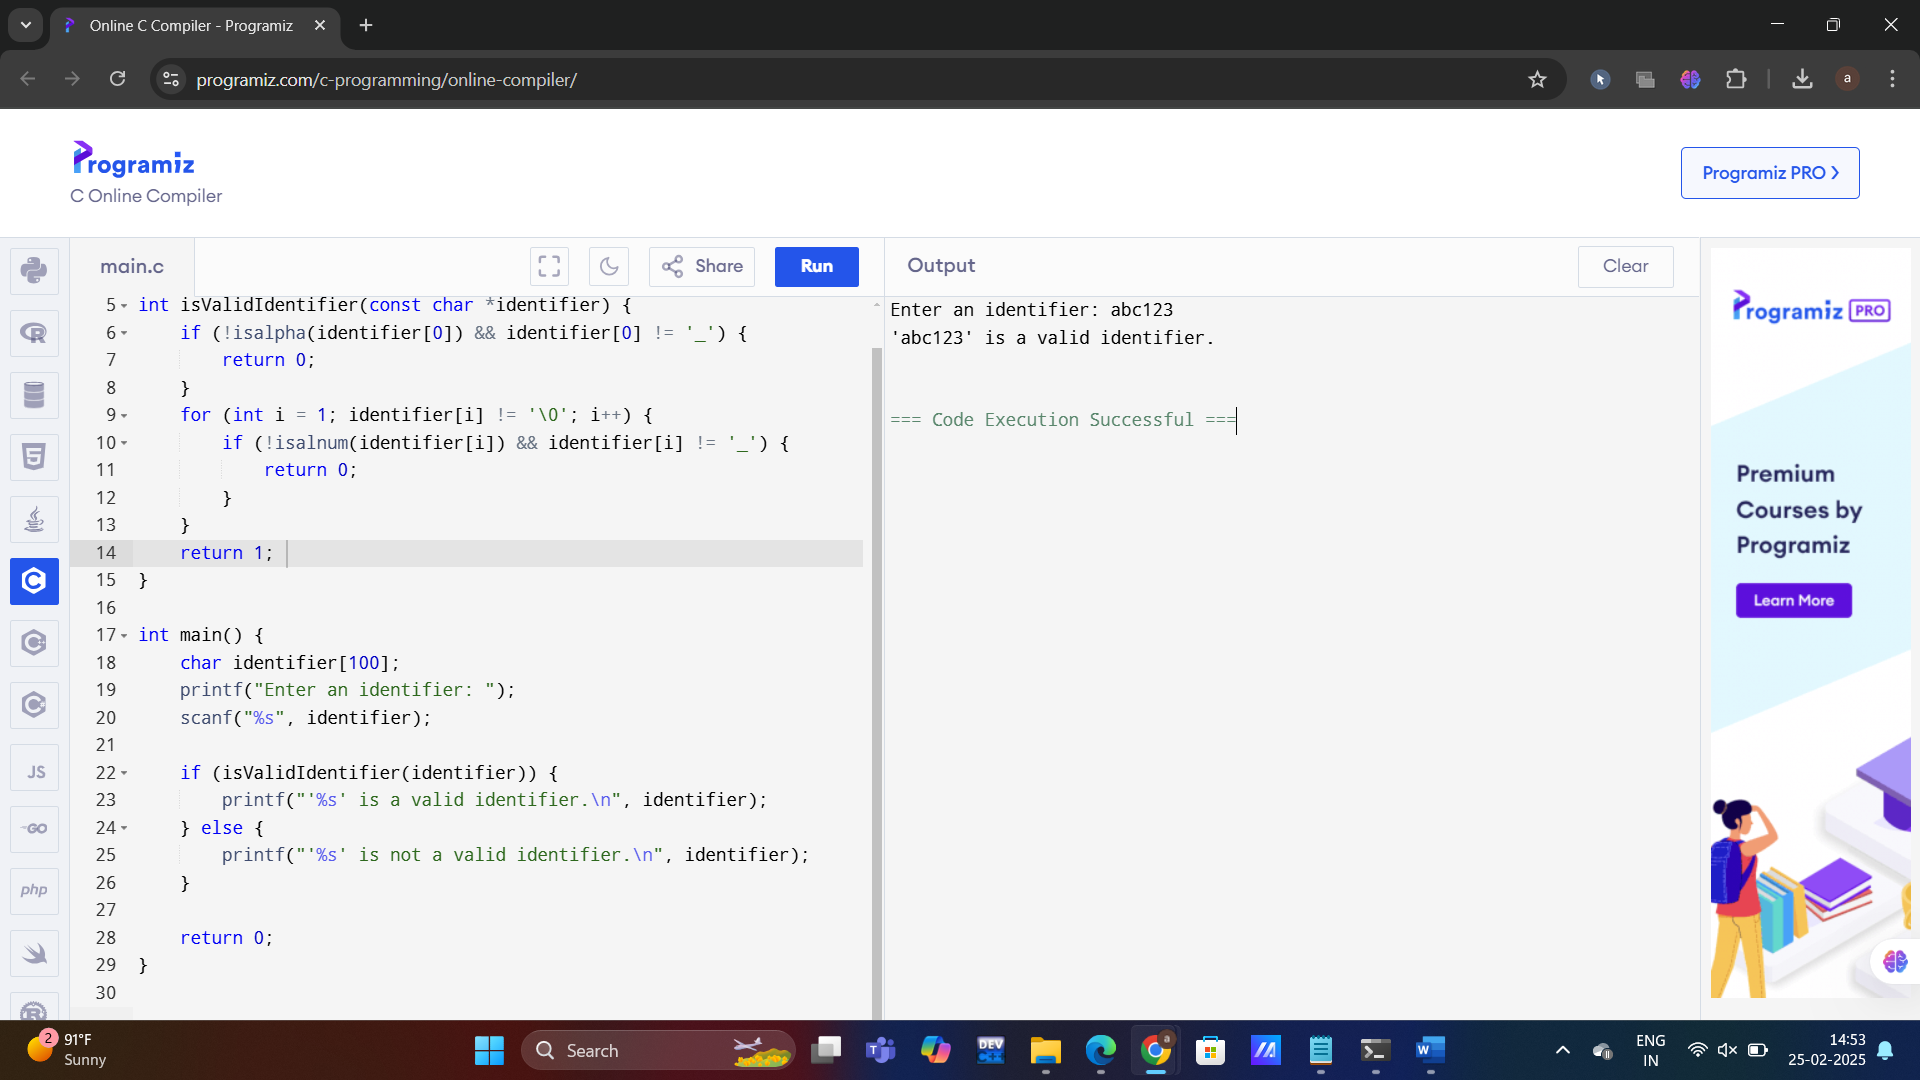 Online C Compiler - Programiz
programiz.com/c-programming/online-compiler/
a
Programiz
C Online Compiler
Programiz PRO
main.c
Share
Run
Output
Clear
5 int isValidIdentifier(const char *identifier) {
6 if (!isalpha(identifier[0]) && identifier[0] != '_') {
7 return 0;
8 }
9 for (int i = 1; identifier[i] != '\0'; i++) {
10 if (!isalnum(identifier[i]) && identifier[i] != '_') {
11 return 0;
12 }
13 }
14 return 1;
15 }
16
17 int main() {
18 char identifier[100];
19 printf("Enter an identifier: ");
20 scanf("%s", identifier);
21
22 if (isValidIdentifier(identifier)) {
23 printf("'%s' is a valid identifier.\n", identifier);
24 } else {
25 printf("'%s' is not a valid identifier.\n", identifier);
26 }
27
28 return 0;
29 }
30
Enter an identifier: abc123
'abc123' is a valid identifier.
=== Code Execution Successful ===
Programiz PRO
Premium
Courses by
Programiz
Learn More
JS
GO
php
2
91°F
Sunny
Search
DEV
C++
ENG
IN
14:53
25-02-2025